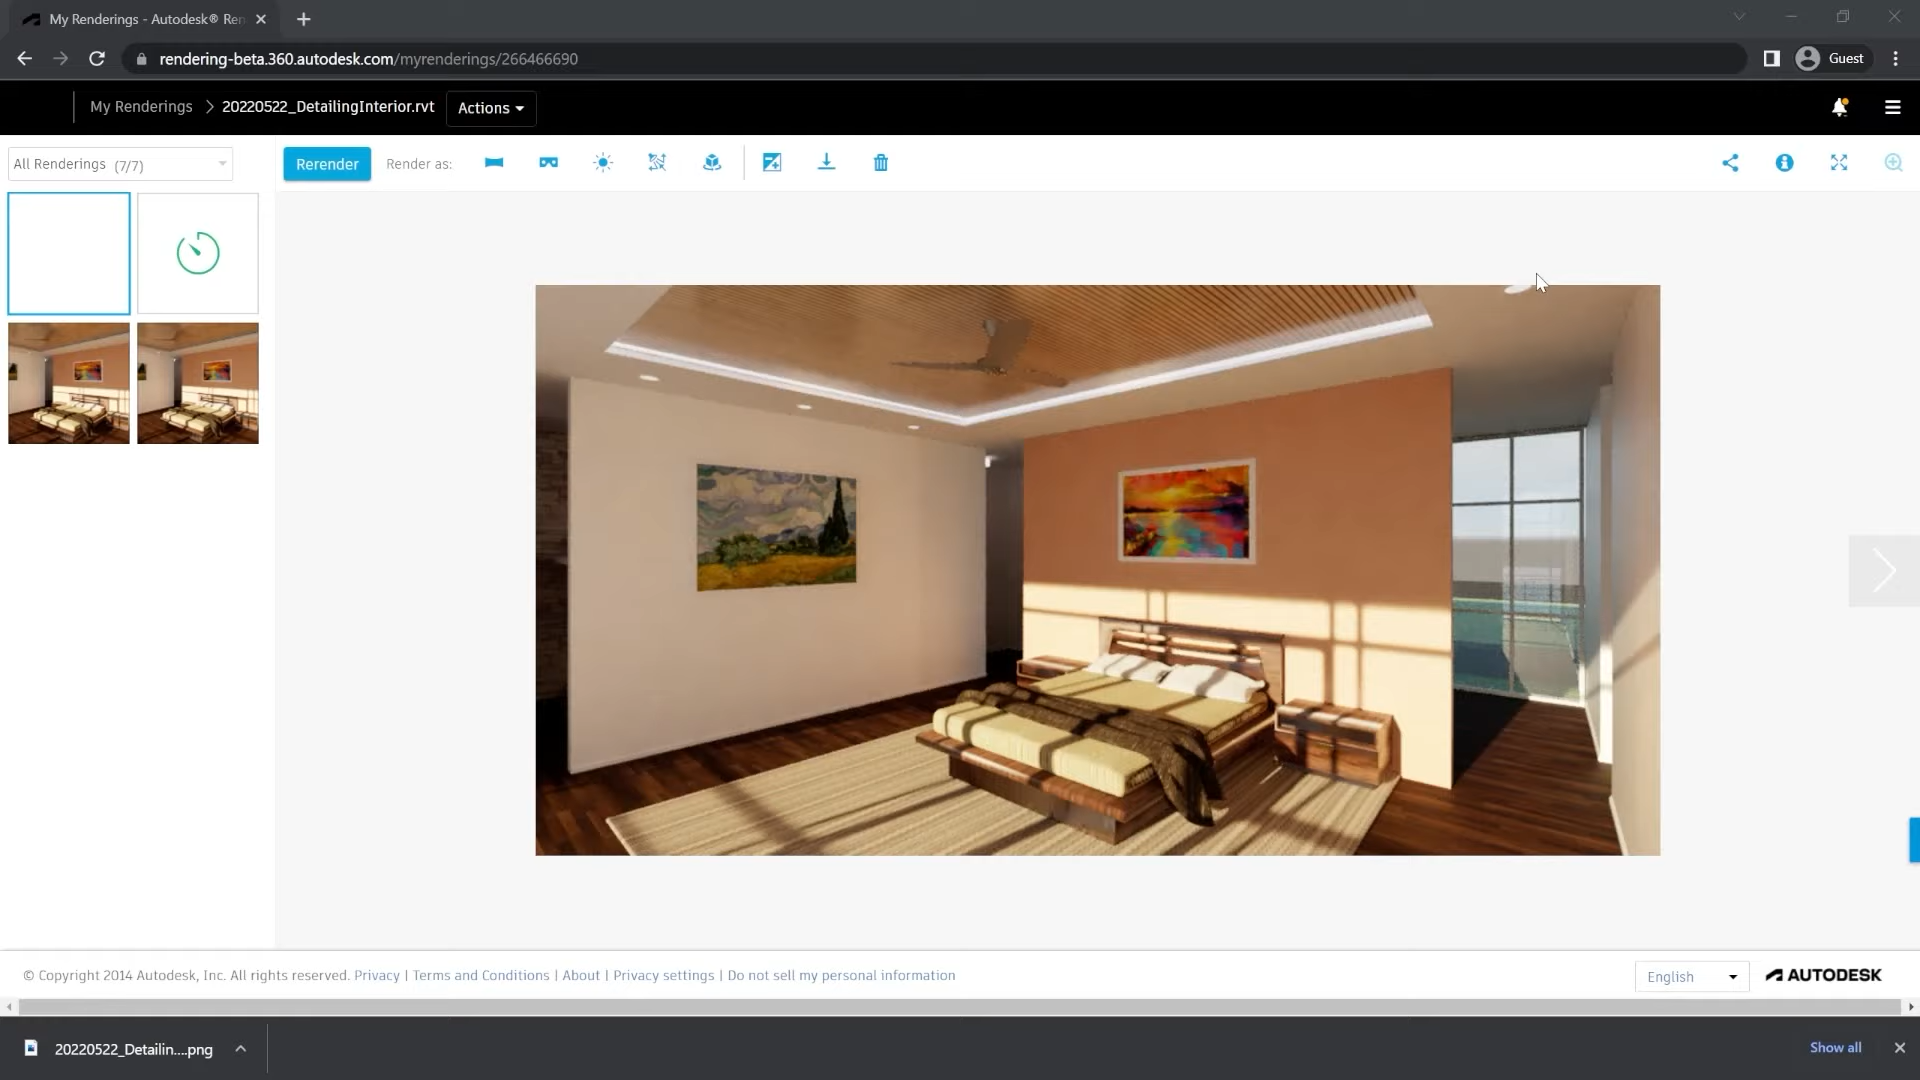 My Renderings - Autodesk® Ren
rendering-beta.360.autodesk.com/myrenderings/266466690
Guest
My Renderings
20220522_DetailingInterior.rvt
Actions
All Renderings (7/7)
Rerender
Render as:
© Copyright 2014 Autodesk, Inc. All rights reserved. Privacy | Terms and Conditions | About | Privacy settings | Do not sell my personal information
English
AUTODESK
20220522_Detailin....png
Show all